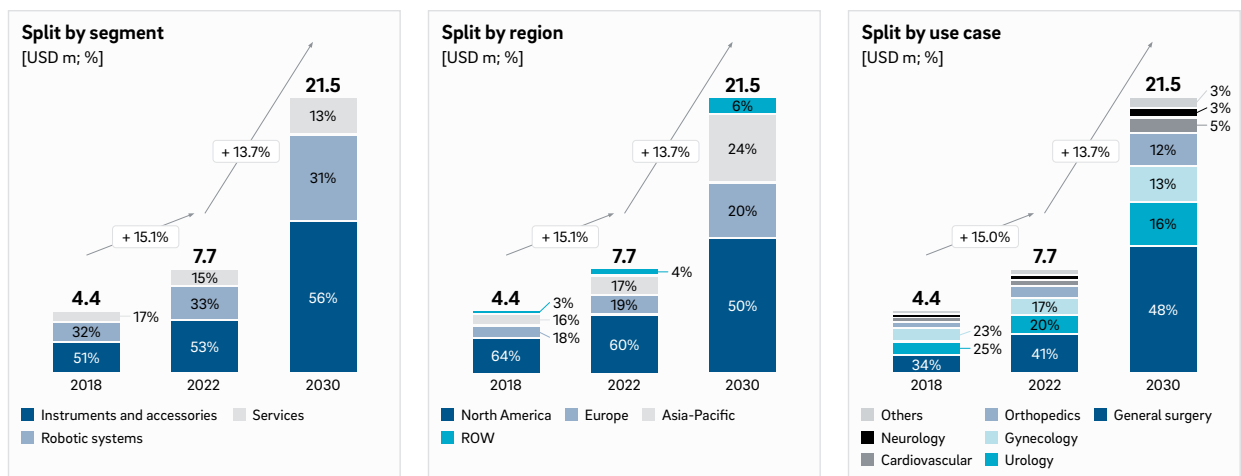 Split by segment
[USD m; %]
21.5
13%
+ 13.7%
31%
+ 15.1%
7.7
15%
4.4
33%
56%
17%
32%
53%
51%
2018
2022
2030
Instruments and accessories
Services
Robotic systems
Split by region
[USD m; %]
21.5
6%
24%
+ 13.7%
20%
+ 15.1%
7.7
4%
17%
4.4
3%
19%
50%
16%
18%
60%
64%
2018
2022
2030
North America
Europe
Asia-Pacific
ROW
Split by use case
[USD m; %]
21.5
3%
3%
5%
12%
+ 13.7%
13%
16%
+ 15.0%
7.7
4.4
17%
48%
23%
20%
25%
41%
34%
2018
2022
2030
Others
Orthopedics
General surgery
Neurology
Gynecology
Cardiovascular
Urology